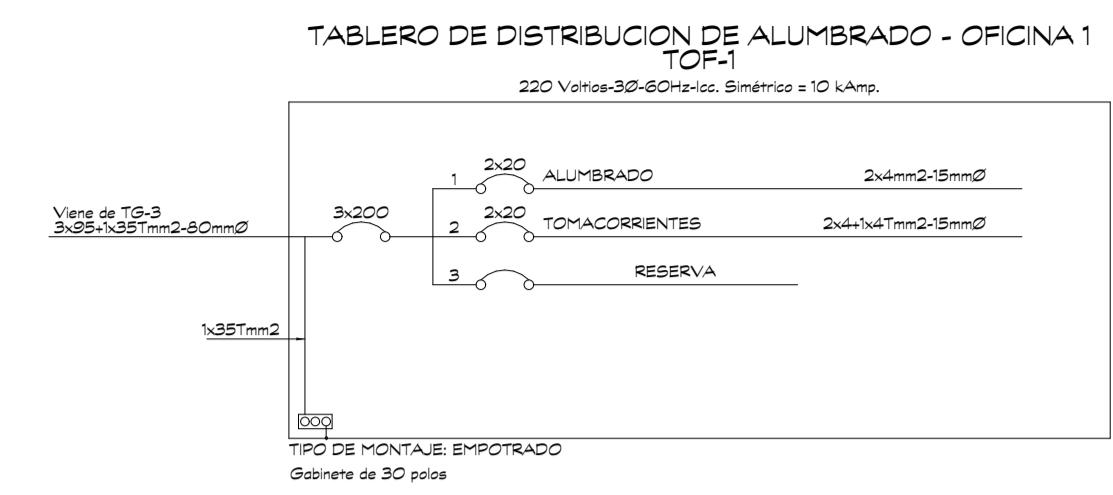 TABLERO DE DISTRIBUCION DE ALUMBRADO - OFICINA 1
TOF-1
220 Voltios-3Ø-60Hz-Icc. Simétrico = 10 kAmp.
Viene de TG-3
3x95+1x35Tmm2-80mmØ
3x200
1
2x20
ALUMBRADO
2x4mm2-15mmØ
2
2x20
TOMACORRIENTES
2x4+1x4Tmm2-15mmØ
3
RESERVA
1x35Tmm2
TIPO DE MONTAJE: EMPOTRADO
Gabinete de 30 polos